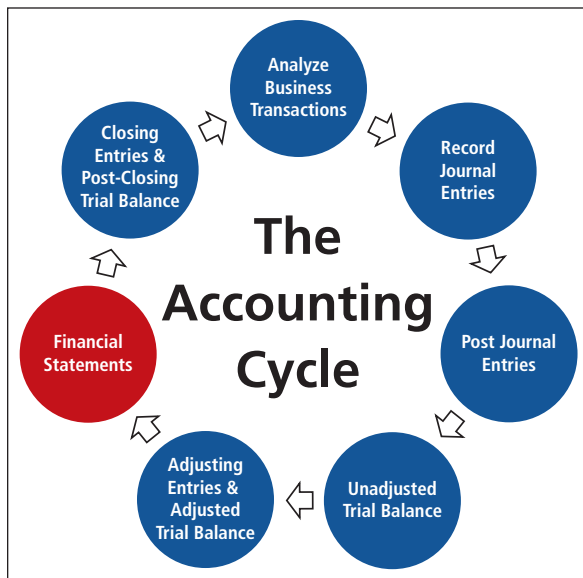 Analyze
Business
Transactions
Record
Journal
Entries
Post Journal
Entries
Unadjusted
Trial Balance
Adjusting
Entries &
Adjusted
Trial Balance
Financial
Statements
Closing
Entries &
Post-Closing
Trial Balance
The
Accounting
Cycle